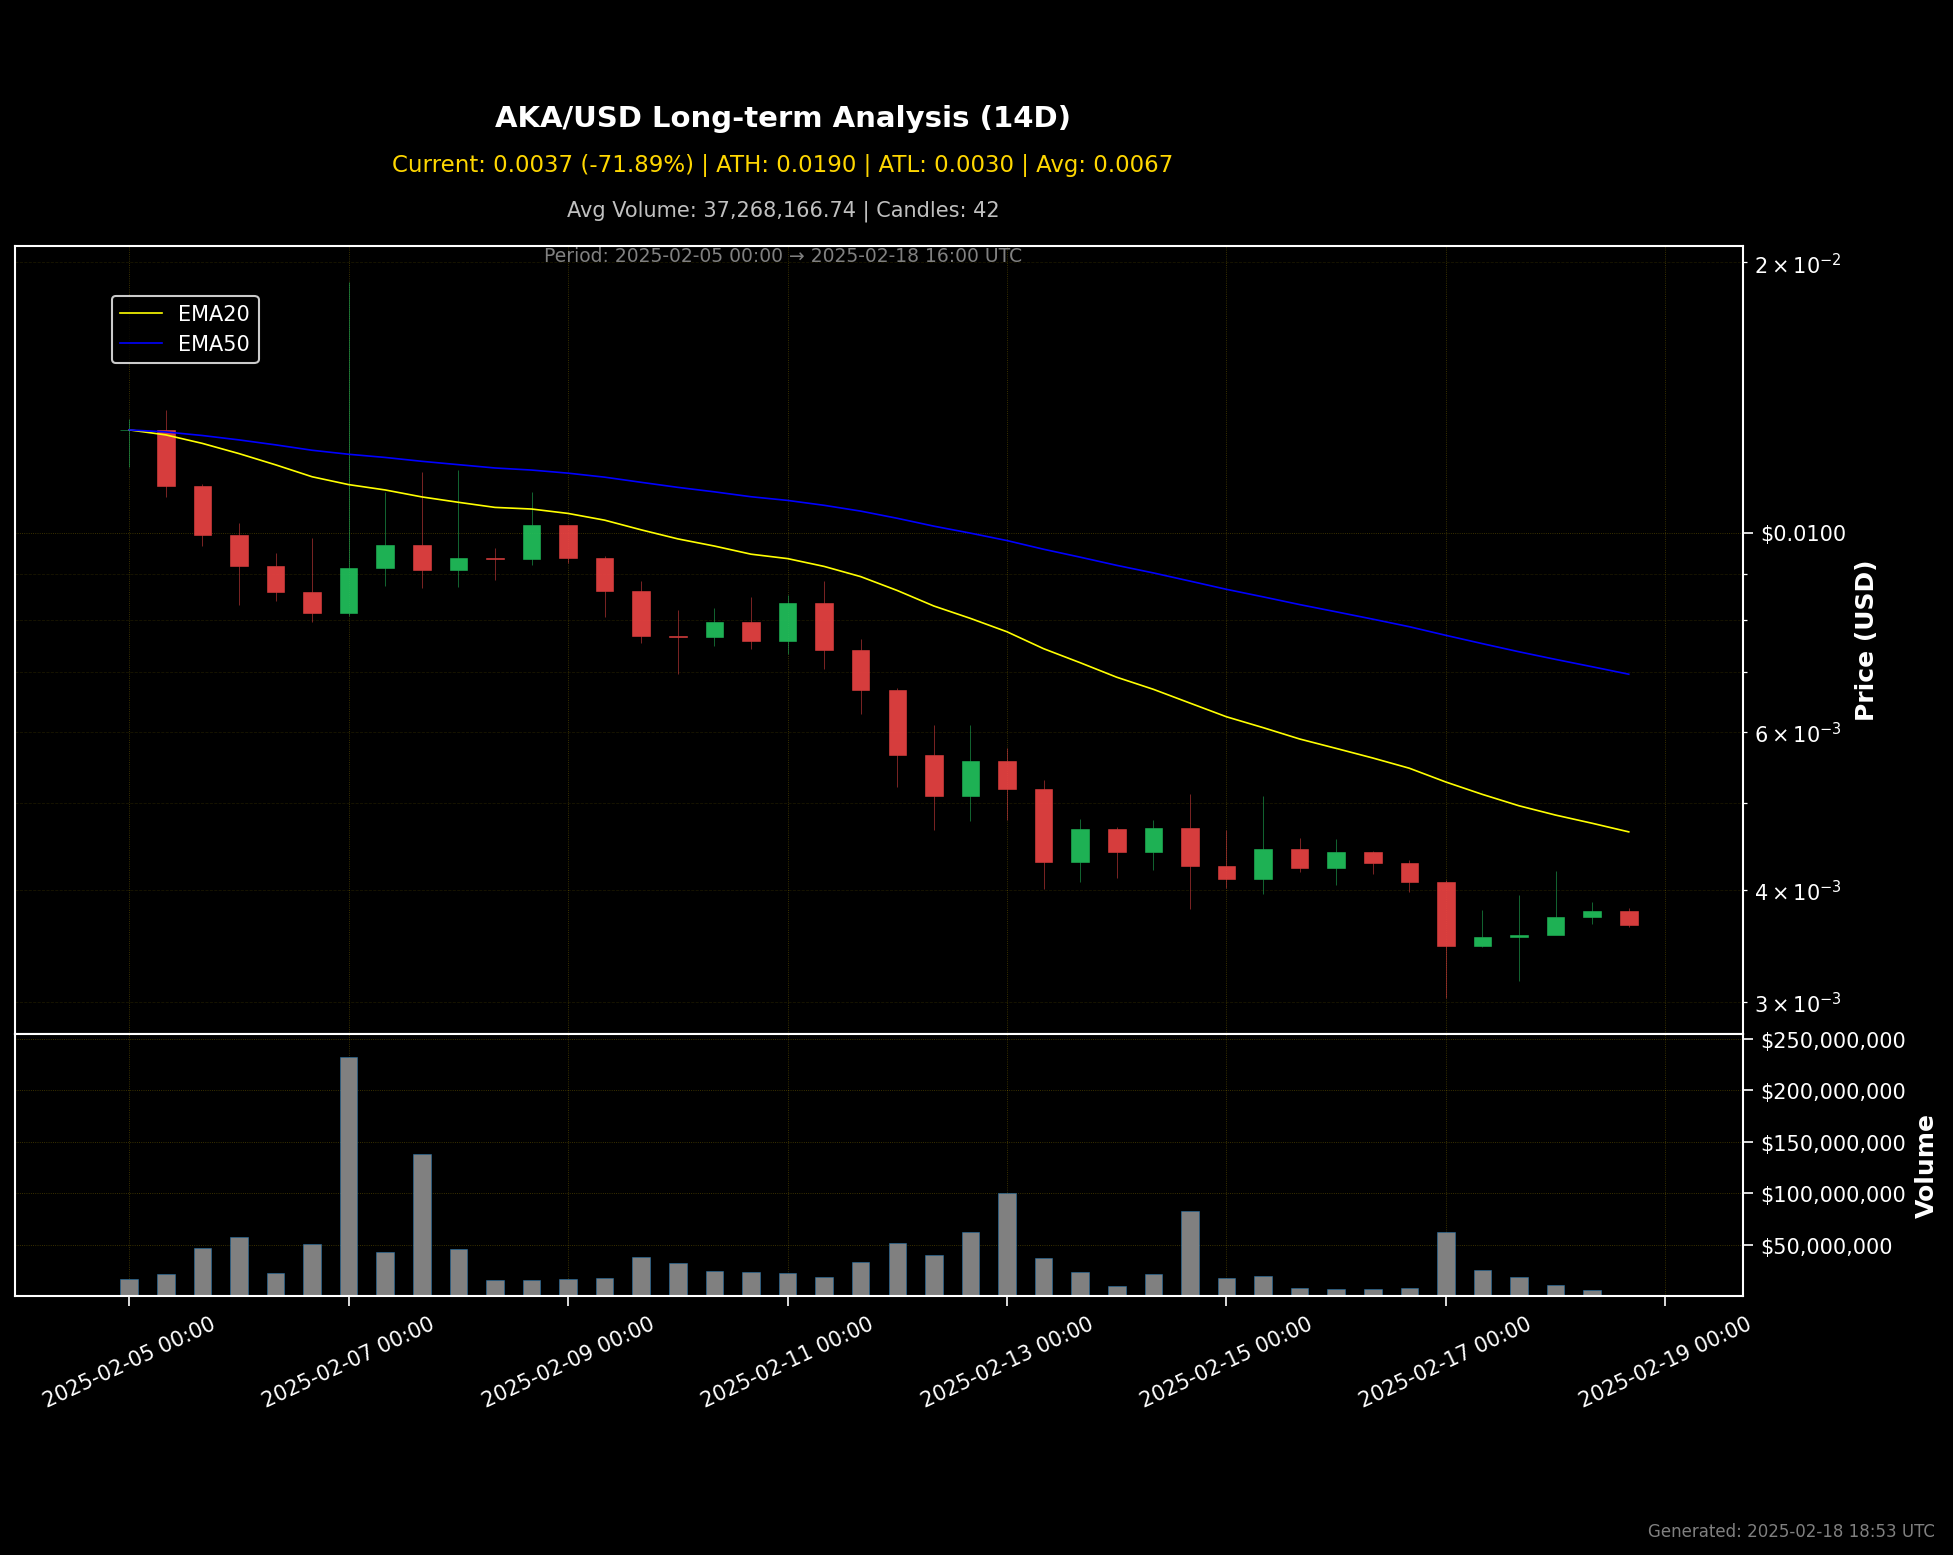 AKA/USD Long-term Analysis (14D)
Current: 0.0037 (-71.89%) | ATH: 0.0190 | ATL: 0.0030 | Avg: 0.0067
Avg Volume: 37,268,166.74 | Candles: 42
Period: 2025-02-05 00:00 → 2025-02-18 16:00 UTC
EMA20
EMA50
2 × 10⁻²
$0.0100
6 × 10⁻³
4 × 10⁻³
3 × 10⁻³
Price (USD)
$250,000,000
$200,000,000
$150,000,000
$100,000,000
$50,000,000
Volume
2025-02-05 00:00
2025-02-07 00:00
2025-02-09 00:00
2025-02-11 00:00
2025-02-13 00:00
2025-02-15 00:00
2025-02-17 00:00
2025-02-19 00:00
Generated: 2025-02-18 18:53 UTC